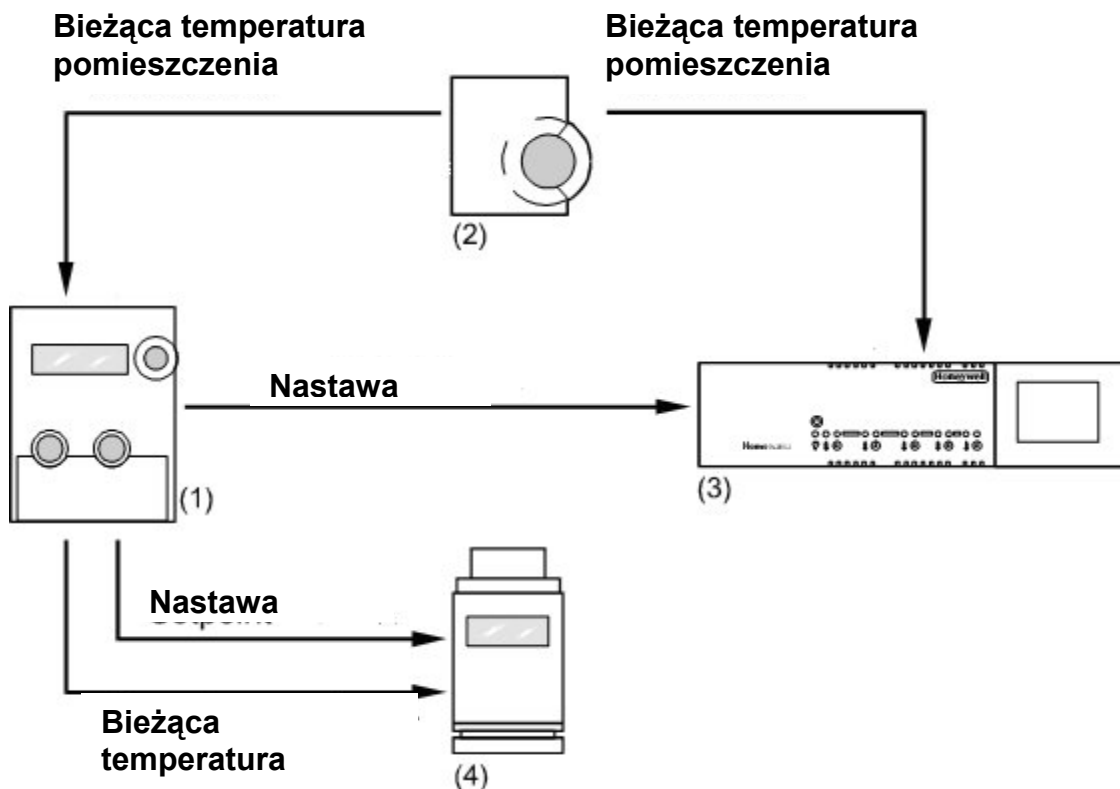 Bieżąca temperatura
pomieszczenia
Bieżąca temperatura
pomieszczenia
(2)
Nastawa
Honeywell
(1)
(3)
Nastawa
Bieżąca
temperatura
(4)